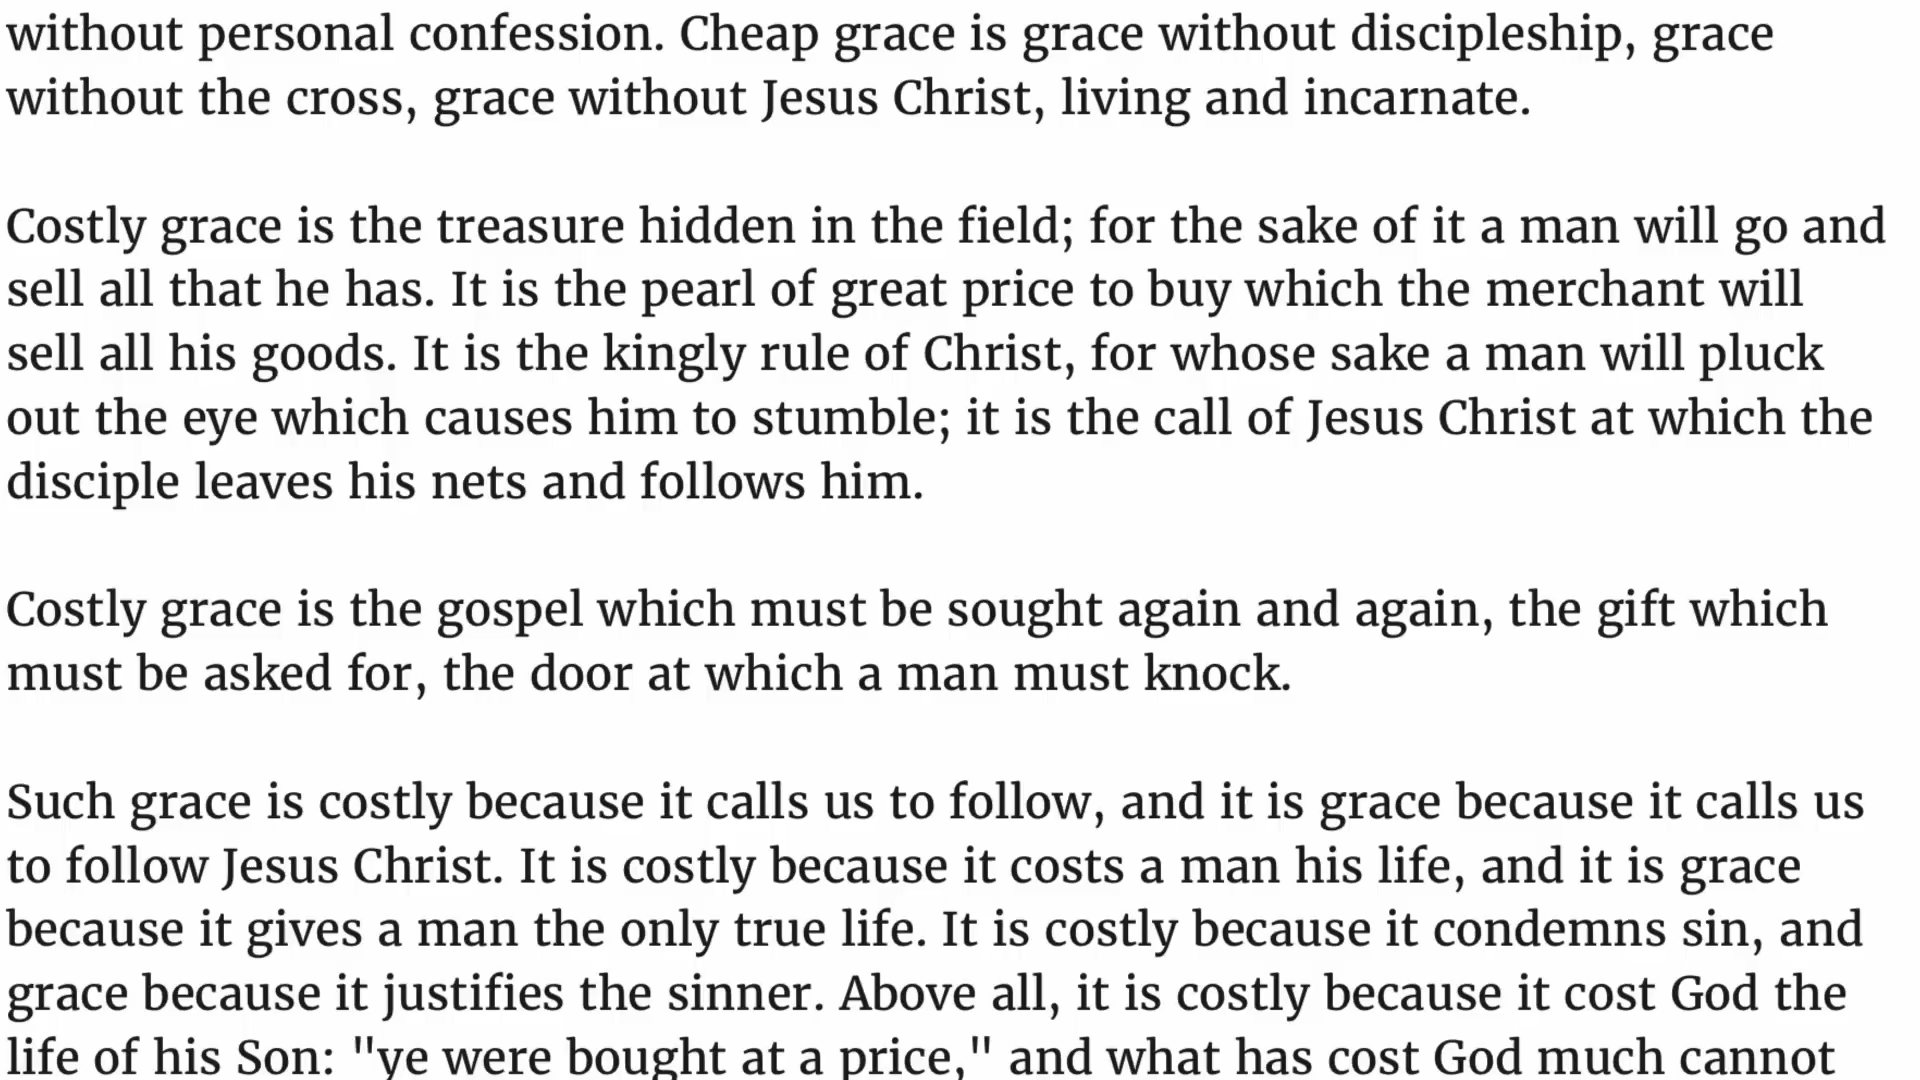 without personal confession. Cheap grace is grace without discipleship, grace
without the cross, grace without Jesus Christ, living and incarnate.
Costly grace is the treasure hidden in the field; for the sake of it a man will go and
sell all that he has. It is the pearl of great price to buy which the merchant will
sell all his goods. It is the kingly rule of Christ, for whose sake a man will pluck
out the eye which causes him to stumble; it is the call of Jesus Christ at which the
disciple leaves his nets and follows him.
Costly grace is the gospel which must be sought again and again, the gift which
must be asked for, the door at which a man must knock.
Such grace is costly because it calls us to follow, and it is grace because it calls us
to follow Jesus Christ. It is costly because it costs a man his life, and it is grace
because it gives a man the only true life. It is costly because it condemns sin, and
grace because it justifies the sinner. Above all, it is costly because it cost God the
life of his Son: "ye were bought at a price," and what has cost God much cannot